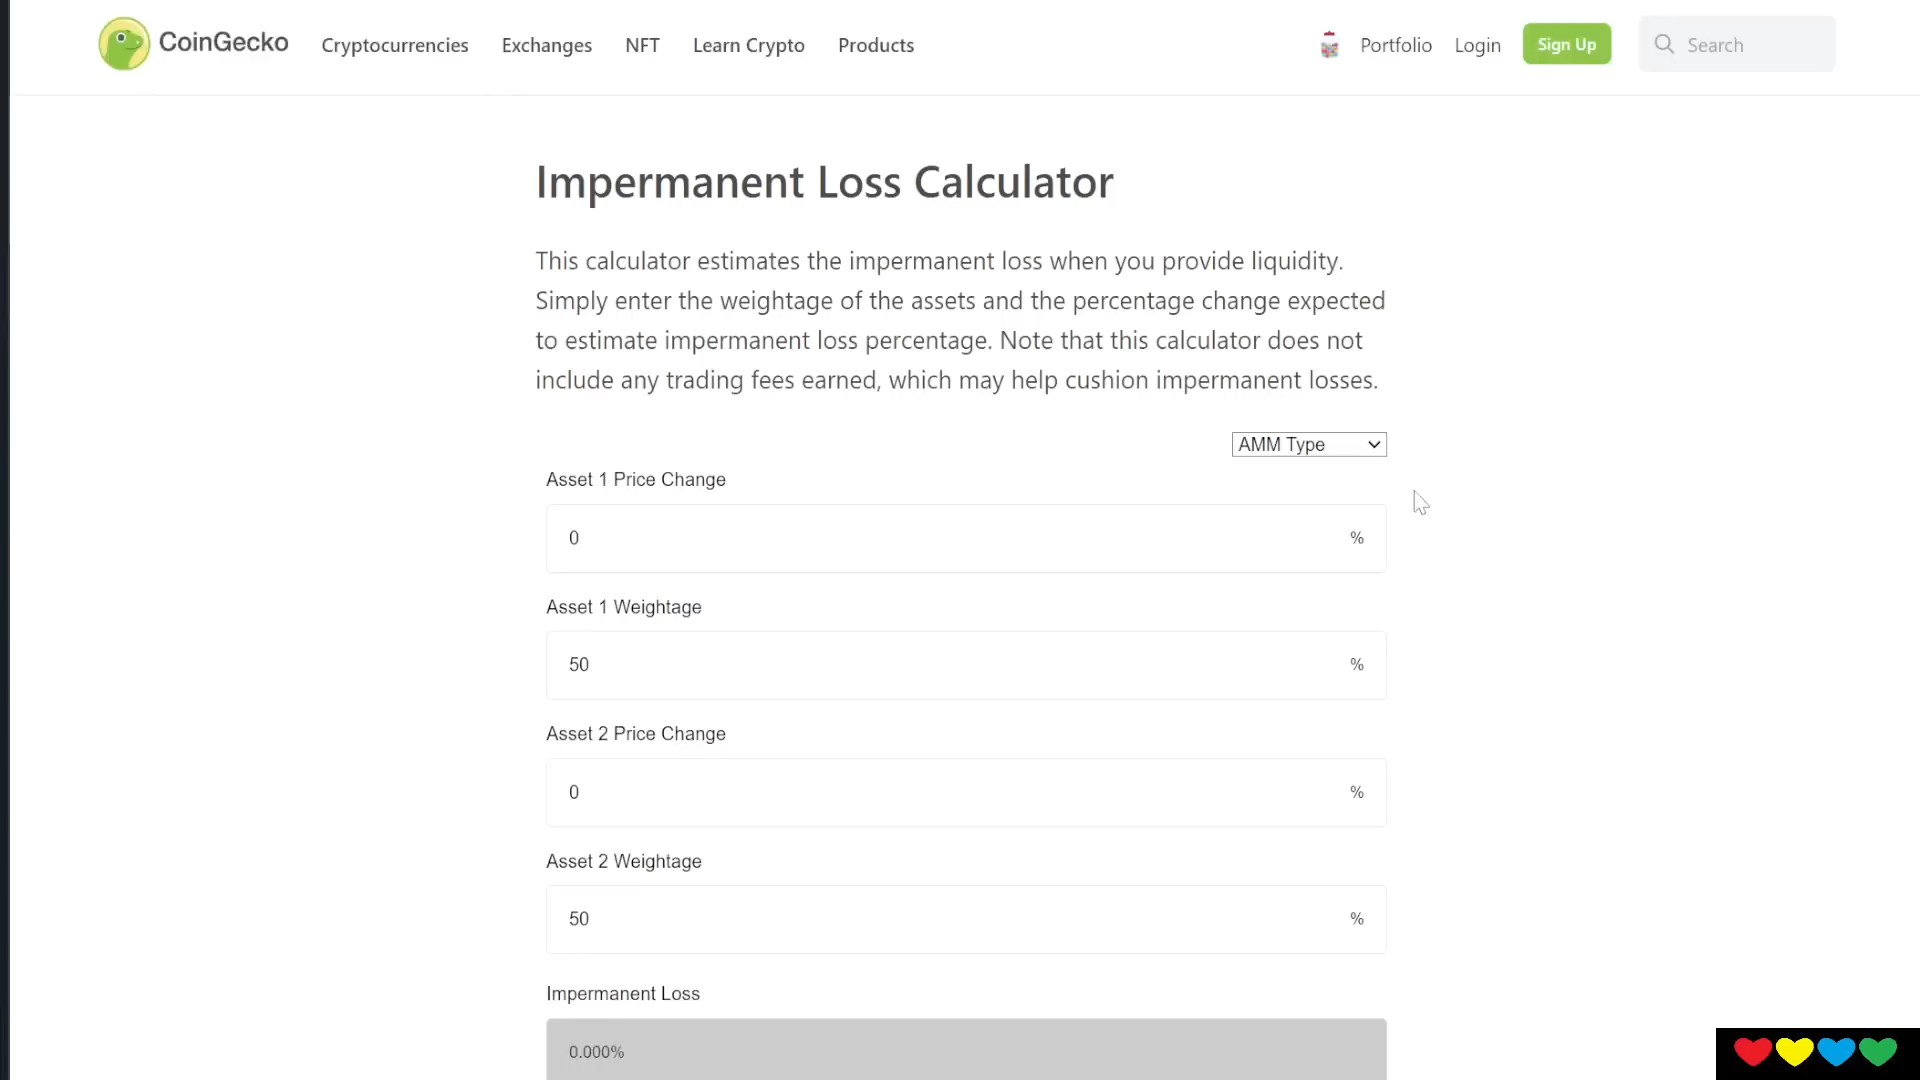 CoinGecko
Cryptocurrencies
Exchanges
NFT
Learn Crypto
Products
Portfolio
Login
Sign Up
Search
Impermanent Loss Calculator
This calculator estimates the impermanent loss when you provide liquidity.
Simply enter the weightage of the assets and the percentage change expected
to estimate impermanent loss percentage. Note that this calculator does not
include any trading fees earned, which may help cushion impermanent losses.
AMM Type
Asset 1 Price Change
0 %
Asset 1 Weightage
50 %
Asset 2 Price Change
0 %
Asset 2 Weightage
50 %
Impermanent Loss
0.000%